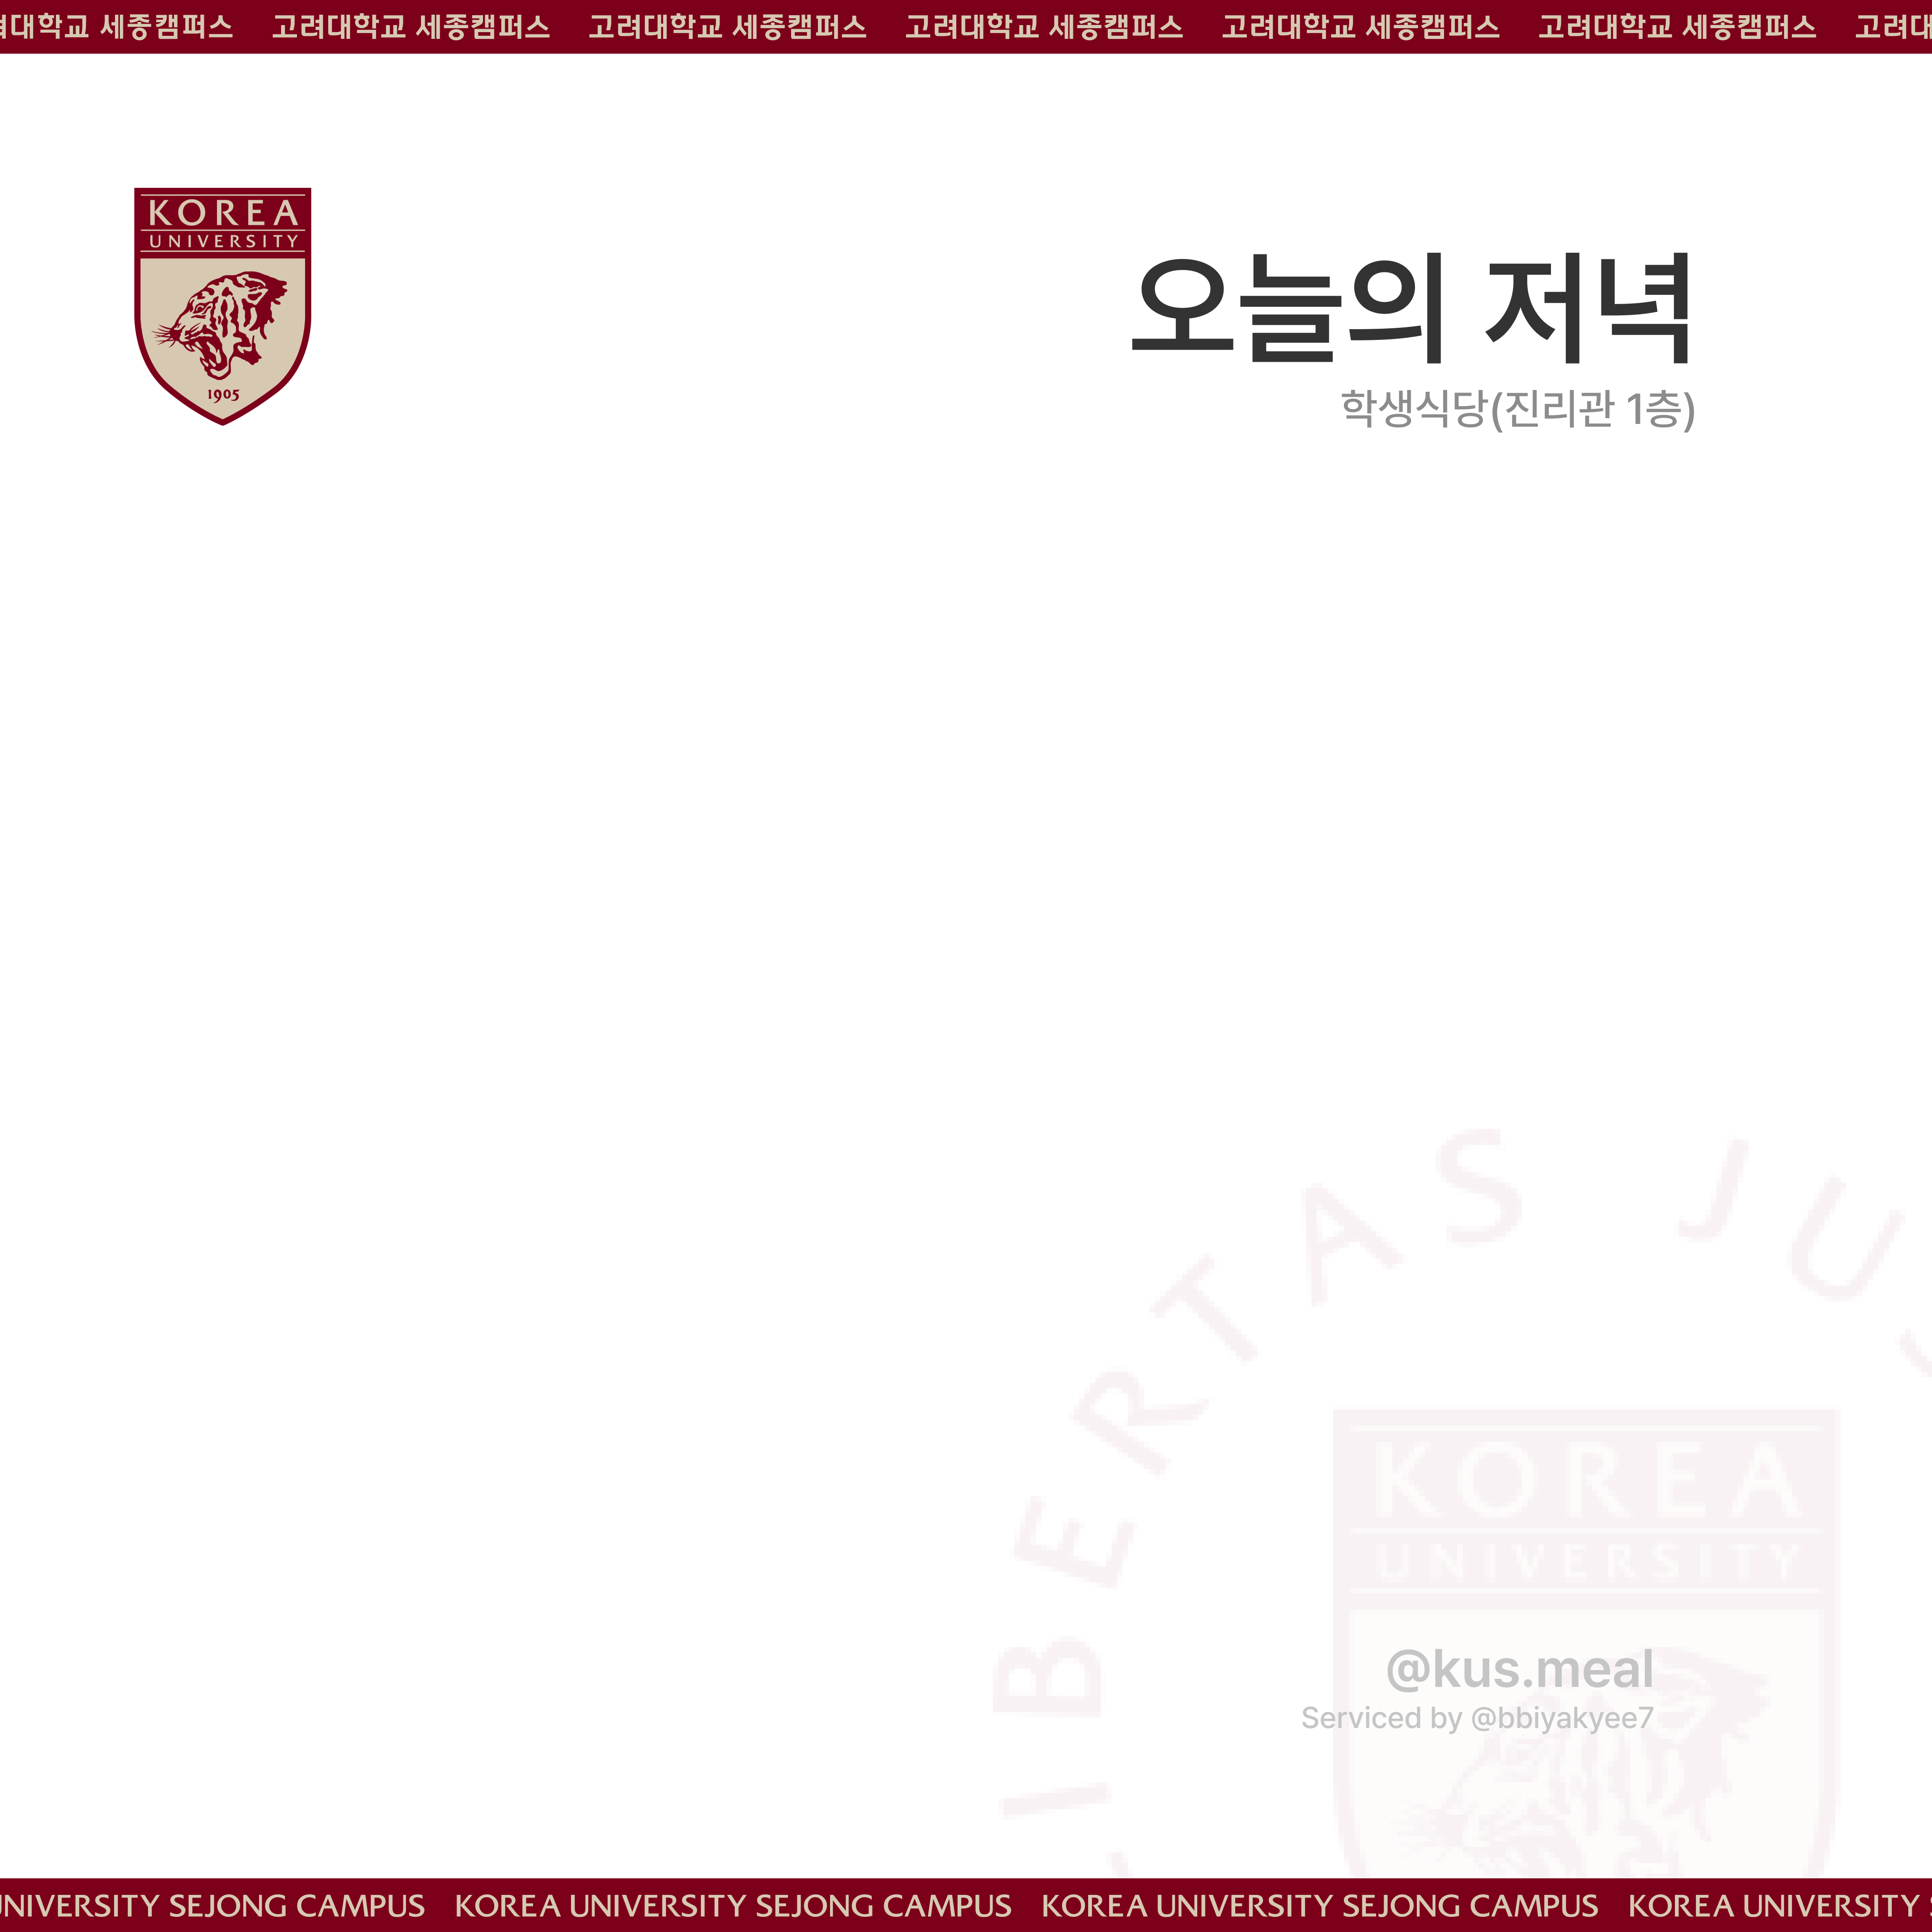 고려대학교 세종캠퍼스 고려대학교 세종캠퍼스 고려대학교 세종캠퍼스 고려대학교 세종캠퍼스 고려대학교 세종캠퍼스 고려대학교 세종캠퍼스
KOREA
UNIVERSITY
1905
오늘의 저녁
학생식당(진리관 1층)
LIBERTAS JUS
KOREA
UNIVERSITY
@kus.meal
Serviced by @bbiyakyee7
UNIVERSITY SEJONG CAMPUS KOREA UNIVERSITY SEJONG CAMPUS KOREA UNIVERSITY SEJONG CAMPUS KOREA UNIVERSITY